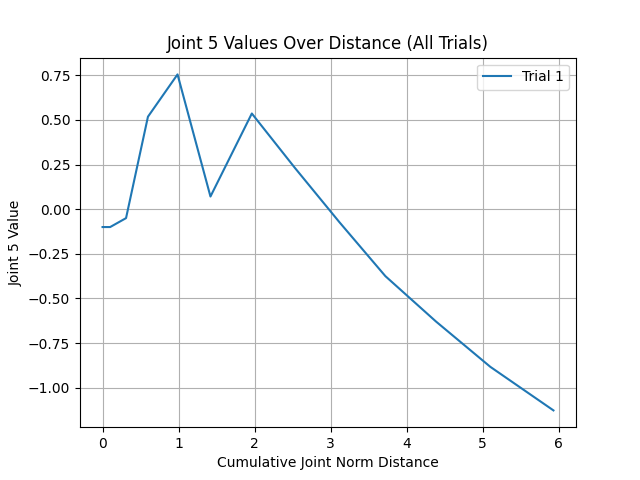 Joint 5 Values Over Distance (All Trials)
Trial 1
0.75
0.50
0.25
0.00
−0.25
−0.50
−0.75
−1.00
Joint 5 Value
0 1 2 3 4 5 6
Cumulative Joint Norm Distance